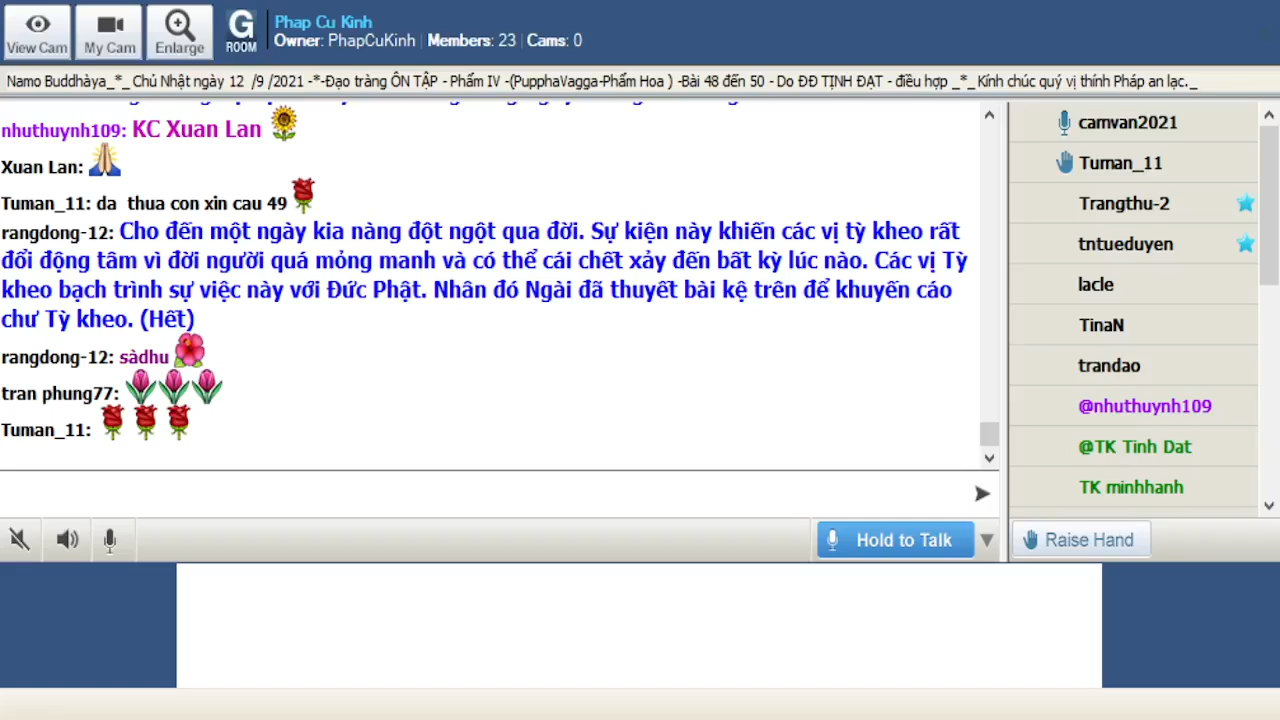 View Cam
My Cam
Enlarge
G
ROOM
Phap Cu Kinh
Owner: PhapCuKinh | Members: 23 | Cams: 0
Namo Buddhàya_*_ Chủ Nhật ngày 12 /9 /2021 -*-Đạo tràng ÔN TẬP - Phẩm IV -(PupphaVagga-Phẩm Hoa ) -Bài 48 đến 50 - Do ĐĐ TỊNH ĐẠT - điều hợp _*_ Kính chúc quý vị thính Pháp an lạc._
nhuthuynh109: KC Xuan Lan
Xuan Lan:
Tuman_11: da thua con xin cau 49
rangdong-12: Cho đến một ngày kia nàng đột ngột qua đời. Sự kiện này khiến các vị tỳ kheo rất
đổi động tâm vì đời người quá mỏng manh và có thể cái chết xảy đến bất kỳ lúc nào. Các vị Tỳ
kheo bạch trình sự việc này với Đức Phật. Nhân đó Ngài đã thuyết bài kệ trên để khuyến cáo
chư Tỳ kheo. (Hết)
rangdong-12: sàdhu
tran phung77:
Tuman_11:
camvan2021
Tuman_11
Trangthu-2
tntueduyen
lacle
TinaN
trandao
@nhuthuynh109
@TK Tinh Dat
TK minhhanh
Hold to Talk
Raise Hand